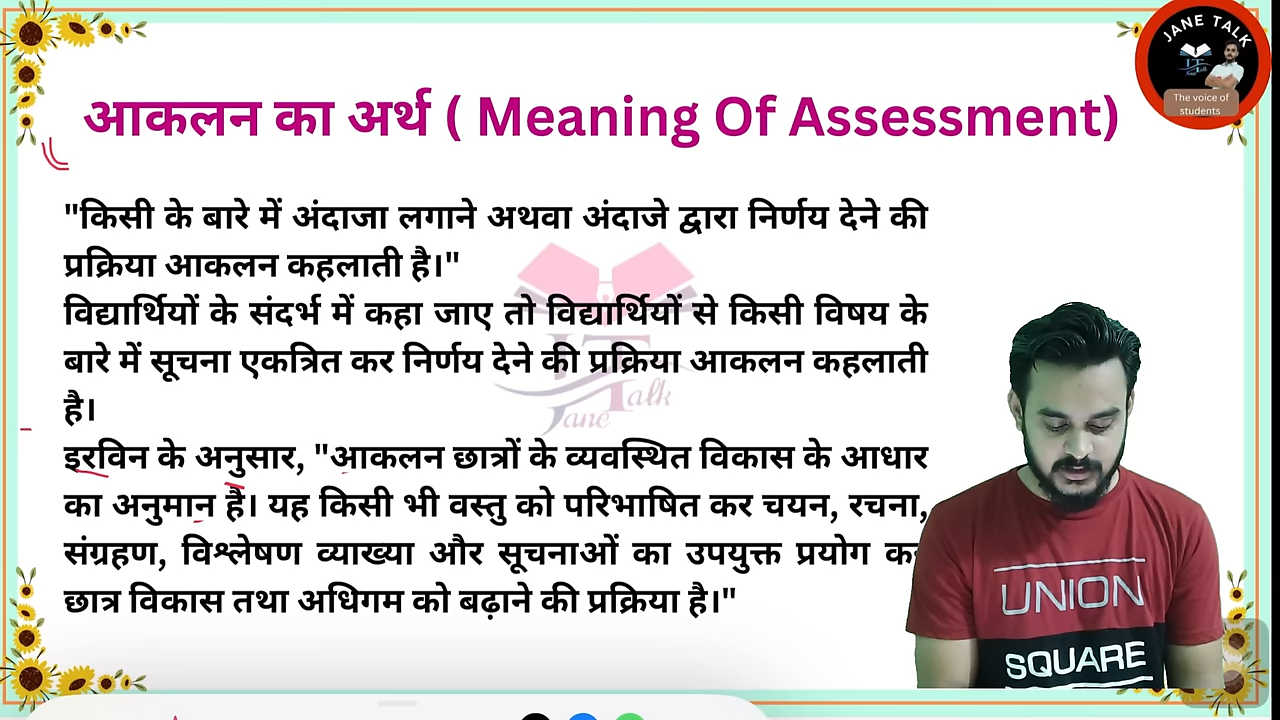 JANE TALK
The voice of
students
आकलन का अर्थ ( Meaning Of Assessment)
"किसी के बारे में अंदाजा लगाने अथवा अंदाजे द्वारा निर्णय देने की
प्रक्रिया आकलन कहलाती है।"
विद्यार्थियों के संदर्भ में कहा जाए तो विद्यार्थियों से किसी विषय के
बारे में सूचना एकत्रित कर निर्णय देने की प्रक्रिया आकलन कहलाती
है।
इरविन के अनुसार, "आकलन छात्रों के व्यवस्थित विकास के आधार
का अनुमान है। यह किसी भी वस्तु को परिभाषित कर चयन, रचना,
संग्रहण, विश्लेषण व्याख्या और सूचनाओं का उपयुक्त प्रयोग
छात्र विकास तथा अधिगम को बढ़ाने की प्रक्रिया है।"
Talk
Jane
UNION
SQUARE